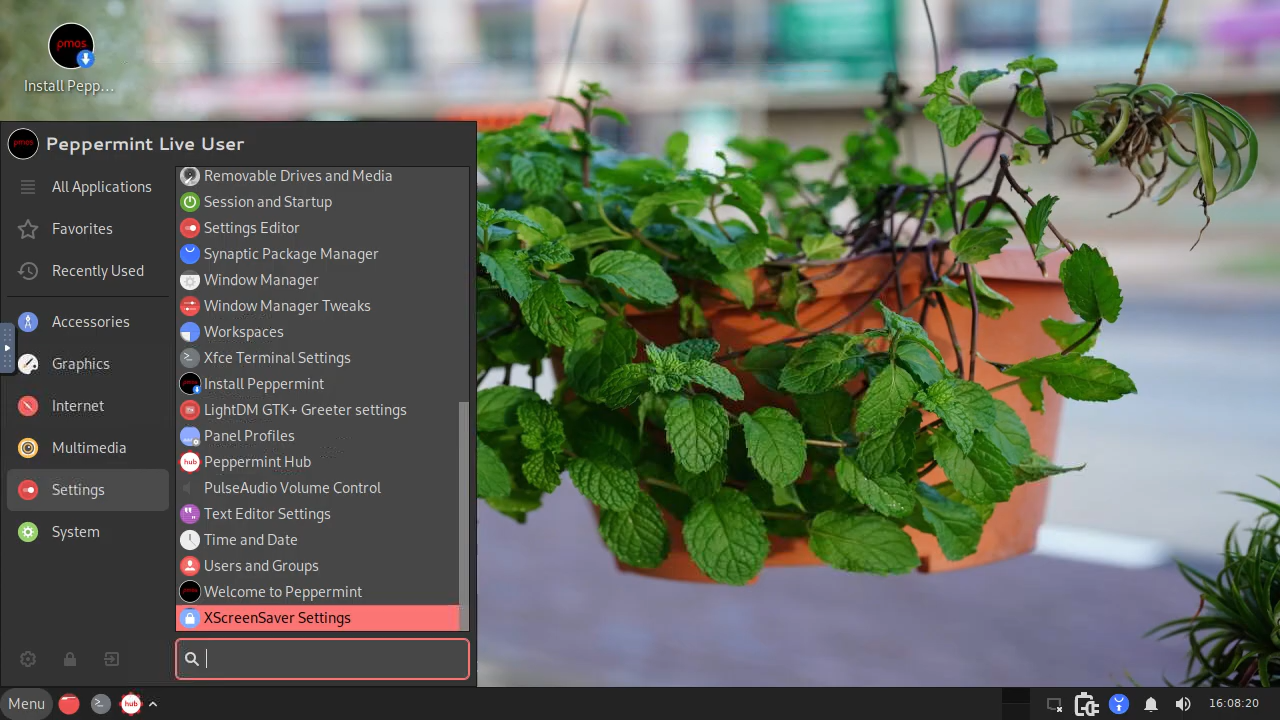 pmos
Install Pepp...
pmos
Peppermint Live User
All Applications
Favorites
Recently Used
Accessories
Graphics
Internet
Multimedia
Settings
System
Removable Drives and Media
Session and Startup
Settings Editor
Synaptic Package Manager
Window Manager
Window Manager Tweaks
Workspaces
Xfce Terminal Settings
Install Peppermint
LightDM GTK+ Greeter settings
Panel Profiles
hub Peppermint Hub
PulseAudio Volume Control
Text Editor Settings
Time and Date
Users and Groups
Welcome to Peppermint
XScreenSaver Settings
Menu
hub
16:08:20